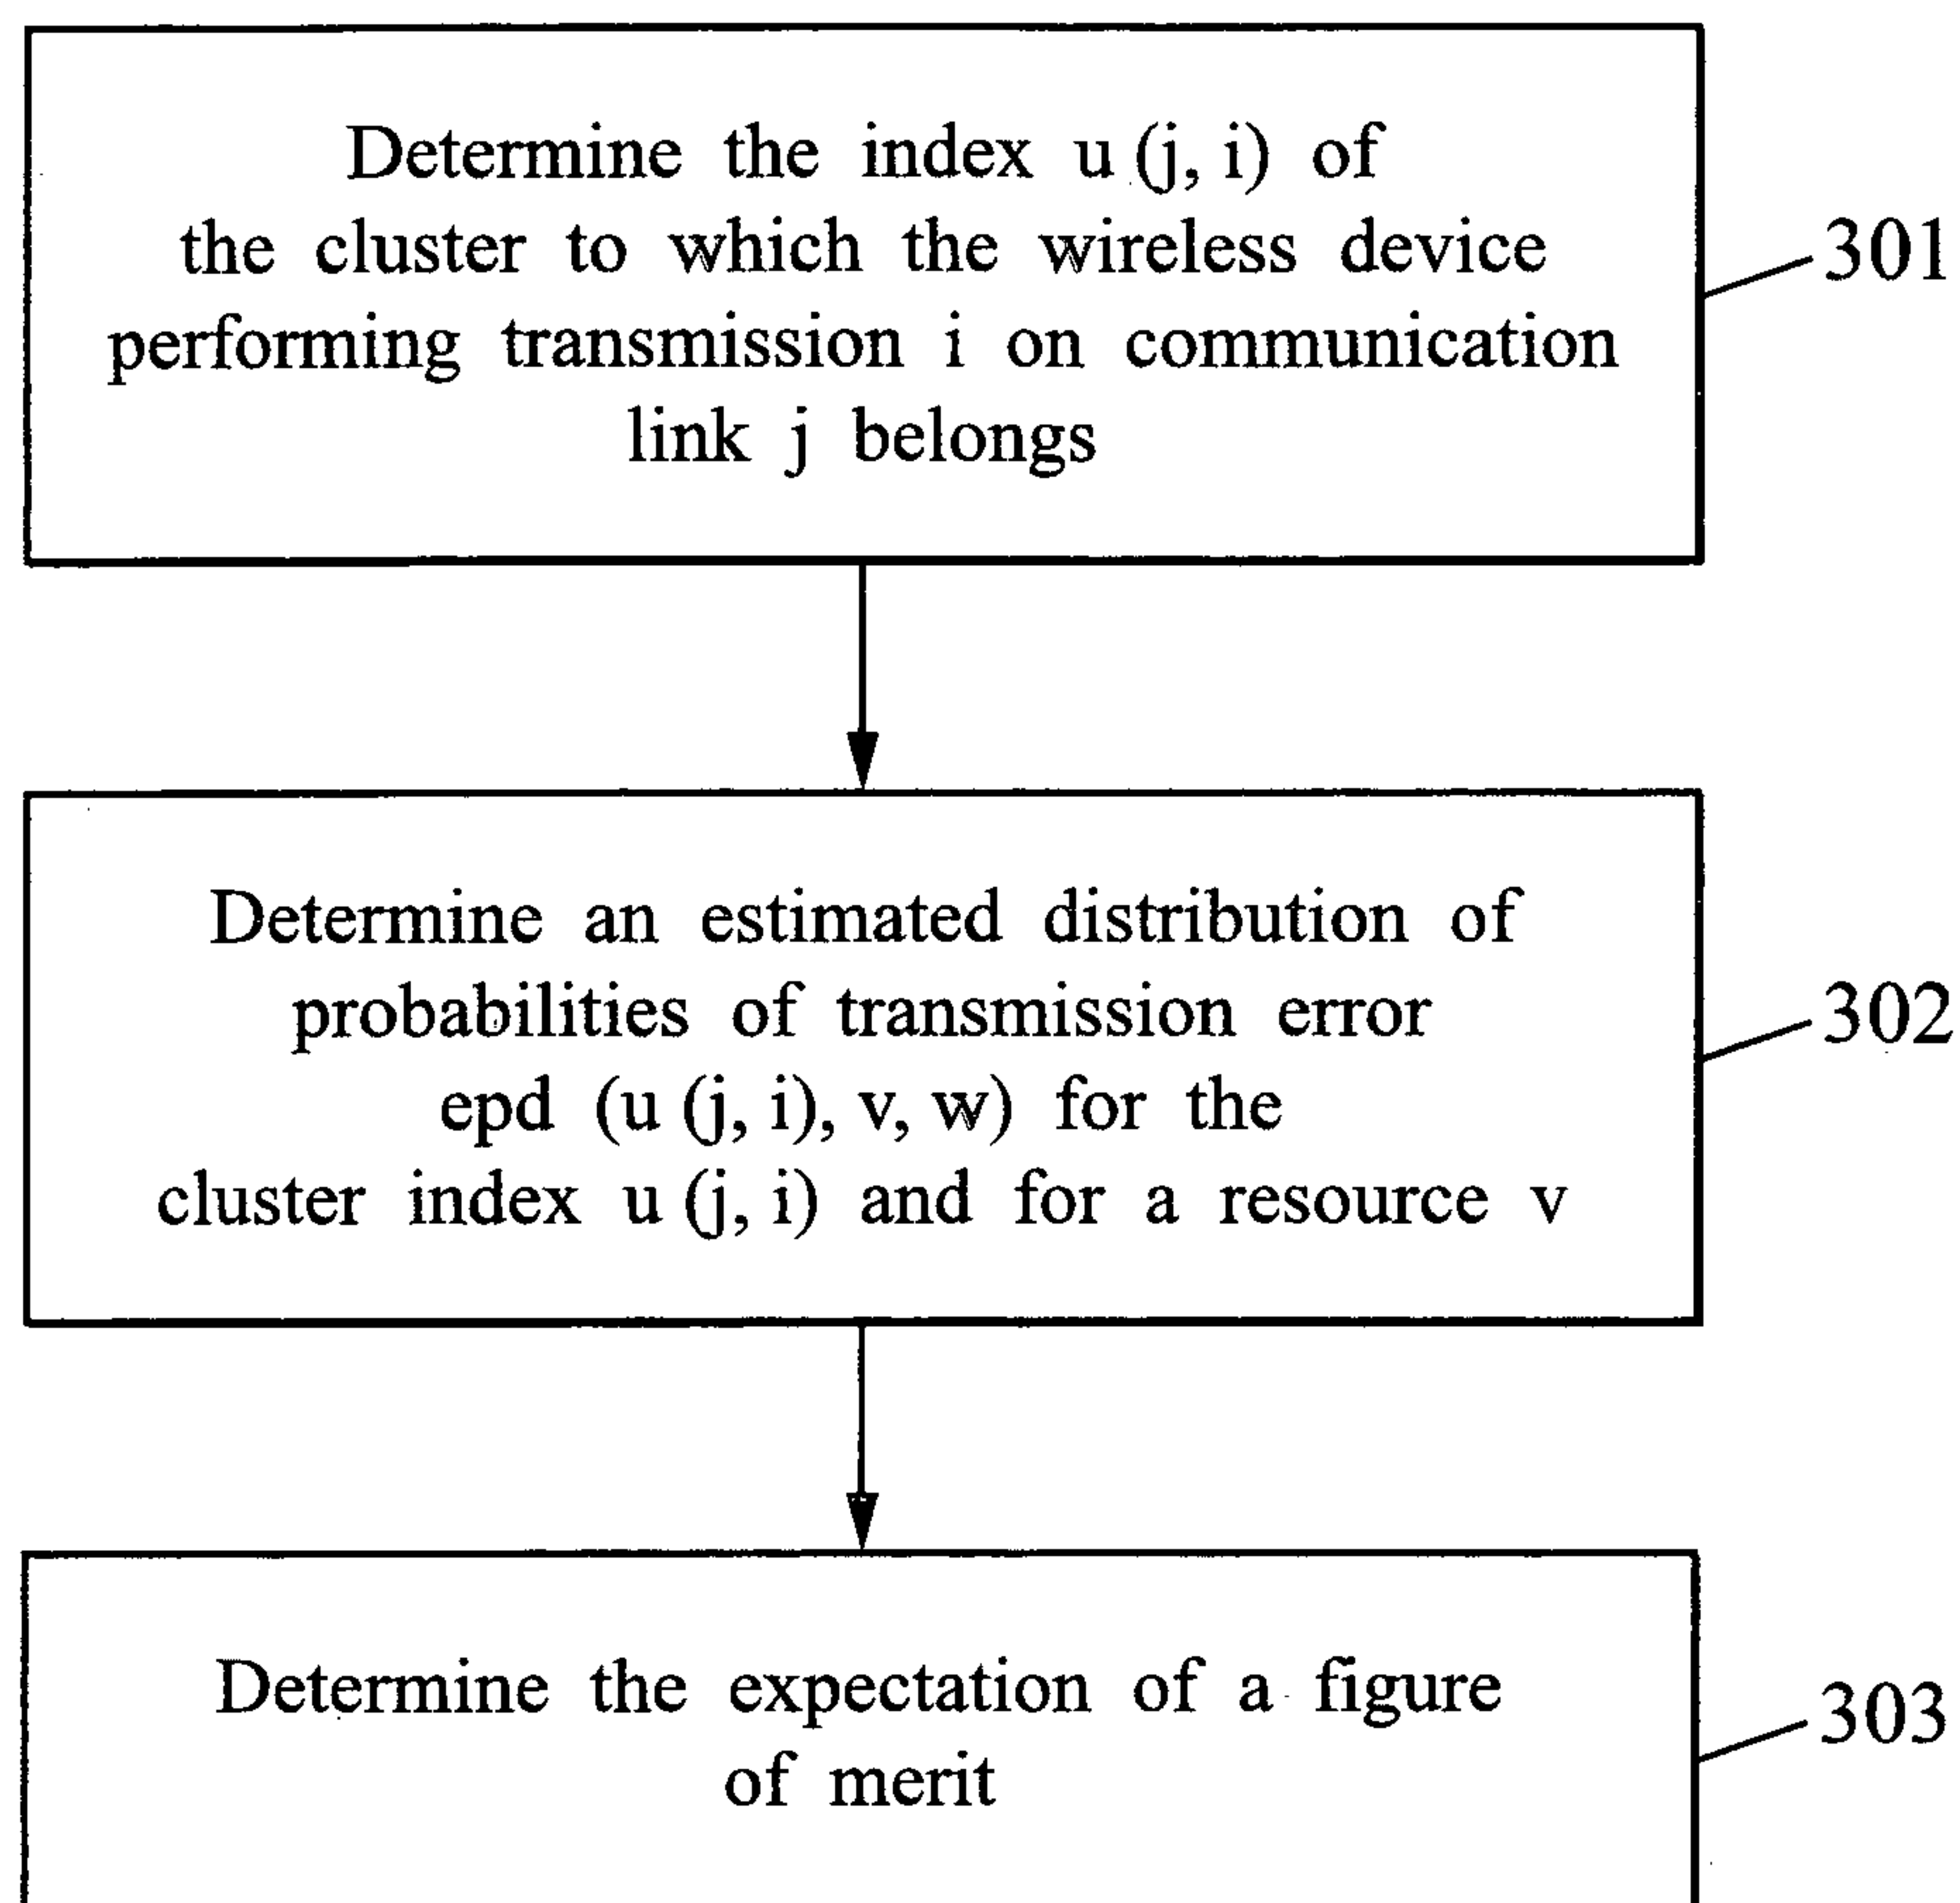 Determine the index u (j, i) of
the cluster to which the wireless device
performing transmission i on communication
link j belongs
301
Determine an estimated distribution of
probabilities of transmission error
epd (u (j, i), v, w) for the
cluster index u (j, i) and for a resource v
302
Determine the expectation of a figure
of merit
303